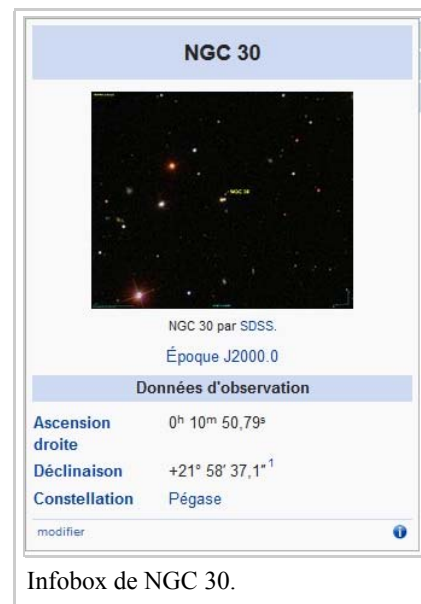 NGC 30
NGC 30
NGC 30 par SDSS.
Époque J2000.0
Données d'observation
Ascension droite 0ʰ 10ᵐ 50,79ˢ
Déclinaison +21° 58′ 37,1″ ¹
Constellation Pégase
modifier
Infobox de NGC 30.